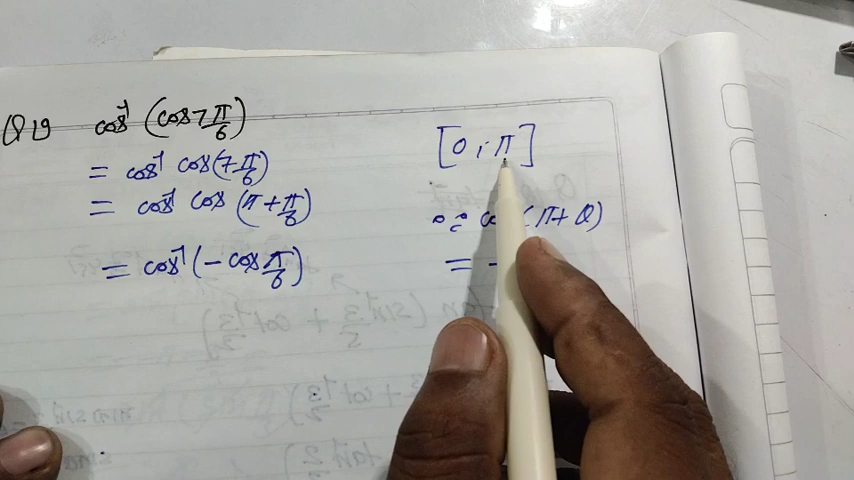 Q19 cos⁻¹ (cos 7π/6)
= cos⁻¹ cos(7π/6)
= cos⁻¹ cos (π + π/6)
= cos⁻¹ (- cos π/6)
[0, π]
∵ (π + θ)
= -